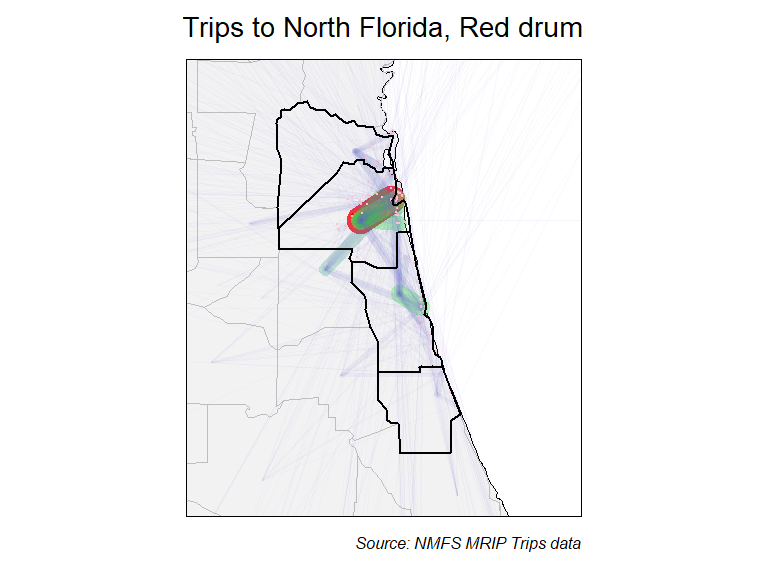 Trips to North Florida, Red drum
Source: NMFS MRIP Trips data